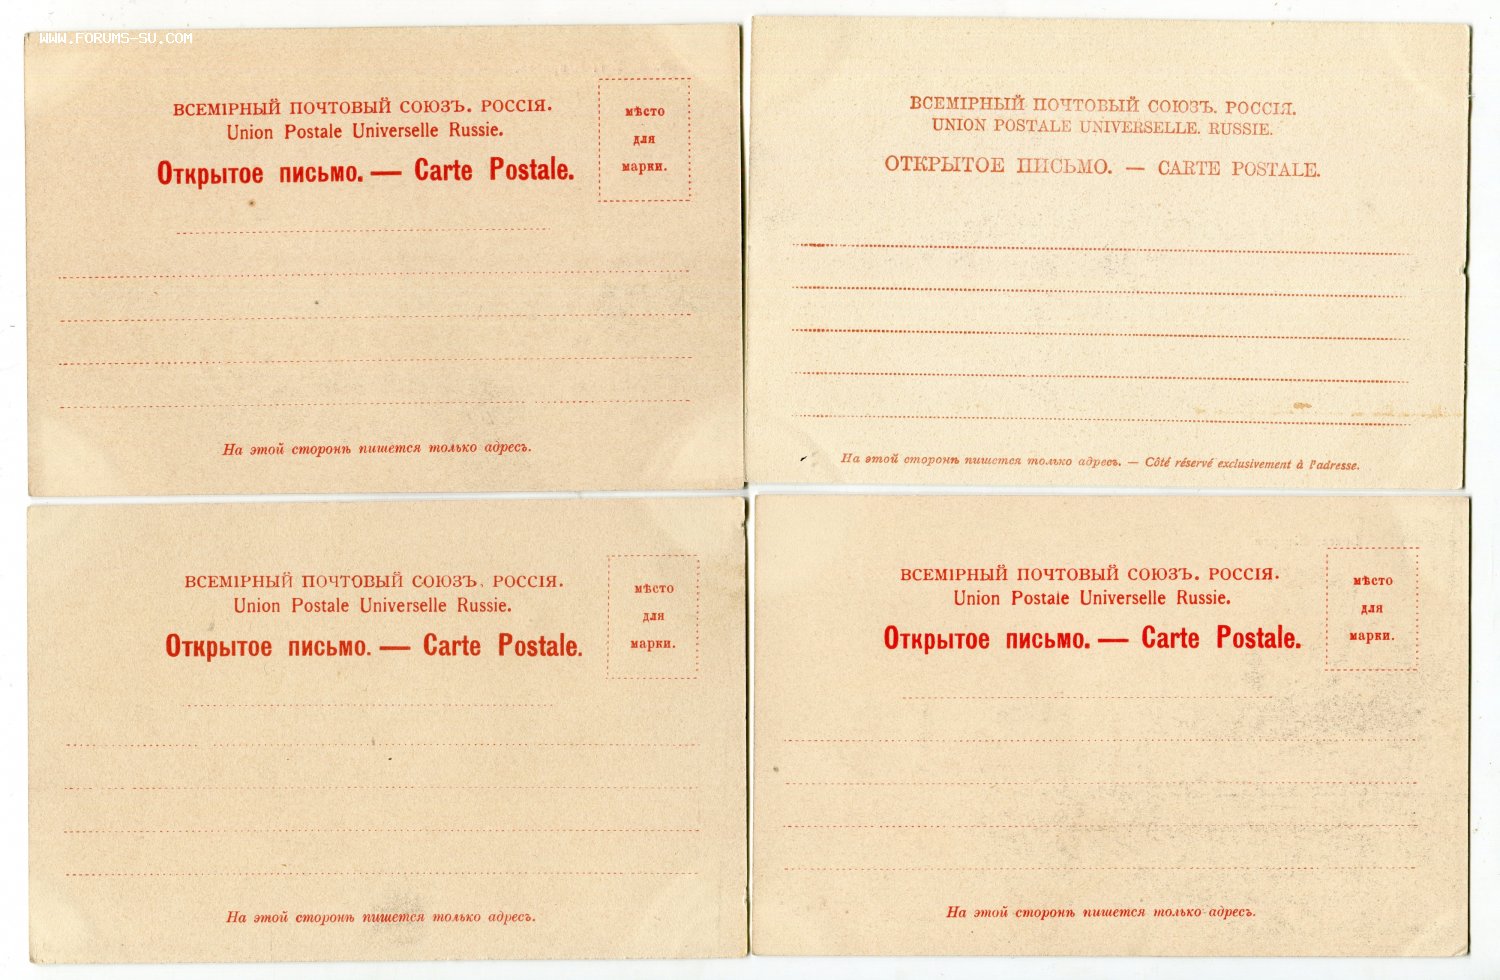 WWW.FORUMS-SU.COM
ВСЕМІРНЫЙ ПОЧТОВЫЙ СОЮЗЪ. РОССІЯ.
Union Postale Universelle Russie.
Открытое письмо. — Carte Postale.
мѣсто
для
марки.
На этой сторонѣ пишется только адресъ.
ВСЕМІРНЫЙ ПОЧТОВЫЙ СОЮЗЪ. РОССІЯ.
UNION POSTALE UNIVERSELLE. RUSSIE.
ОТКРЫТОЕ ПИСЬМО. — CARTE POSTALE.
На этой сторонѣ пишется только адресъ. — Côté réservé exclusivement à l'adresse.
ВСЕМІРНЫЙ ПОЧТОВЫЙ СОЮЗЪ. РОССІЯ.
Union Postale Universelle Russie.
Открытое письмо. — Carte Postale.
мѣсто
для
марки.
На этой сторонѣ пишется только адресъ.
ВСЕМІРНЫЙ ПОЧТОВЫЙ СОЮЗЪ. РОССІЯ.
Union Postale Universelle Russie.
Открытое письмо. — Carte Postale.
мѣсто
для
марки.
На этой сторонѣ пишется только адресъ.